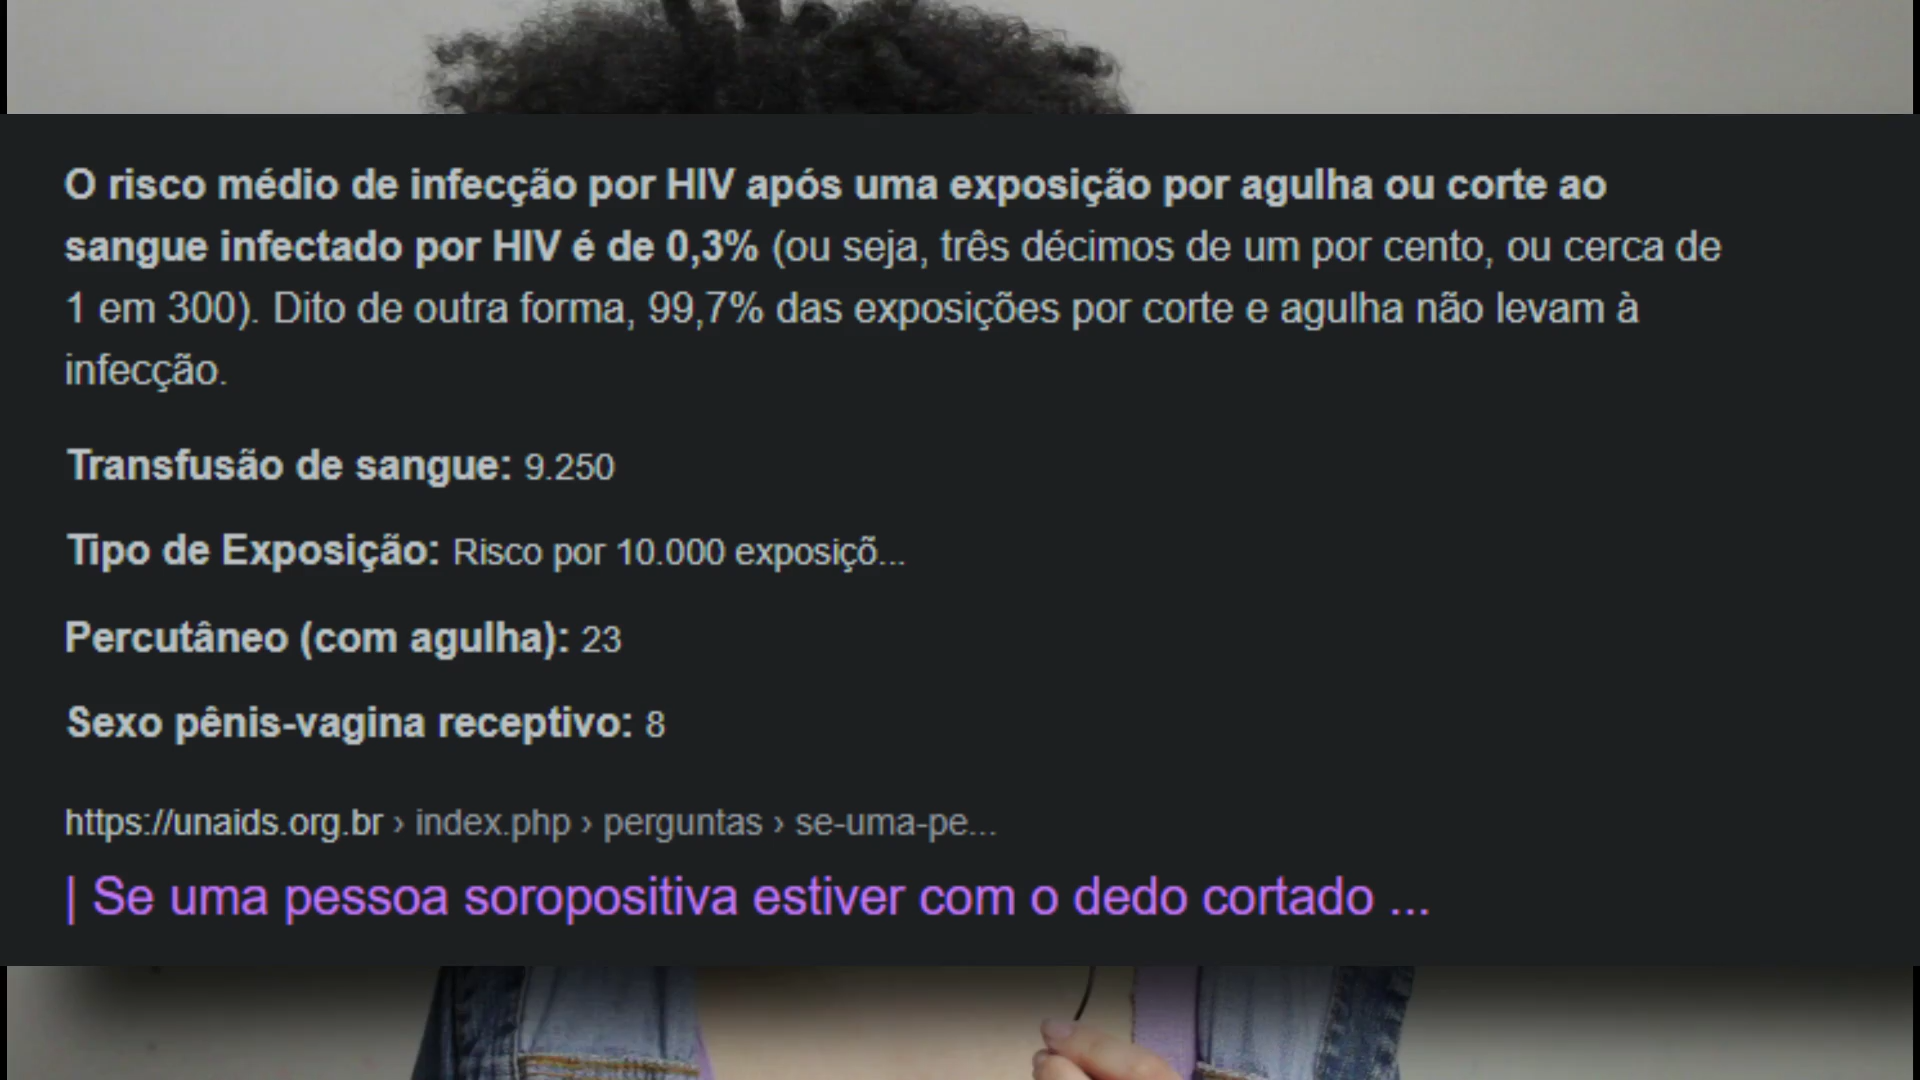 O risco médio de infecção por HIV após uma exposição por agulha ou corte ao
sangue infectado por HIV é de 0,3% (ou seja, três décimos de um por cento, ou cerca de
1 em 300). Dito de outra forma, 99,7% das exposições por corte e agulha não levam à
infecção.
Transfusão de sangue: 9.250
Tipo de Exposição: Risco por 10.000 exposiçõ...
Percutâneo (com agulha): 23
Sexo pênis-vagina receptivo: 8
https://unaids.org.br › index.php › perguntas › se-uma-pe...
| Se uma pessoa soropositiva estiver com o dedo cortado ...